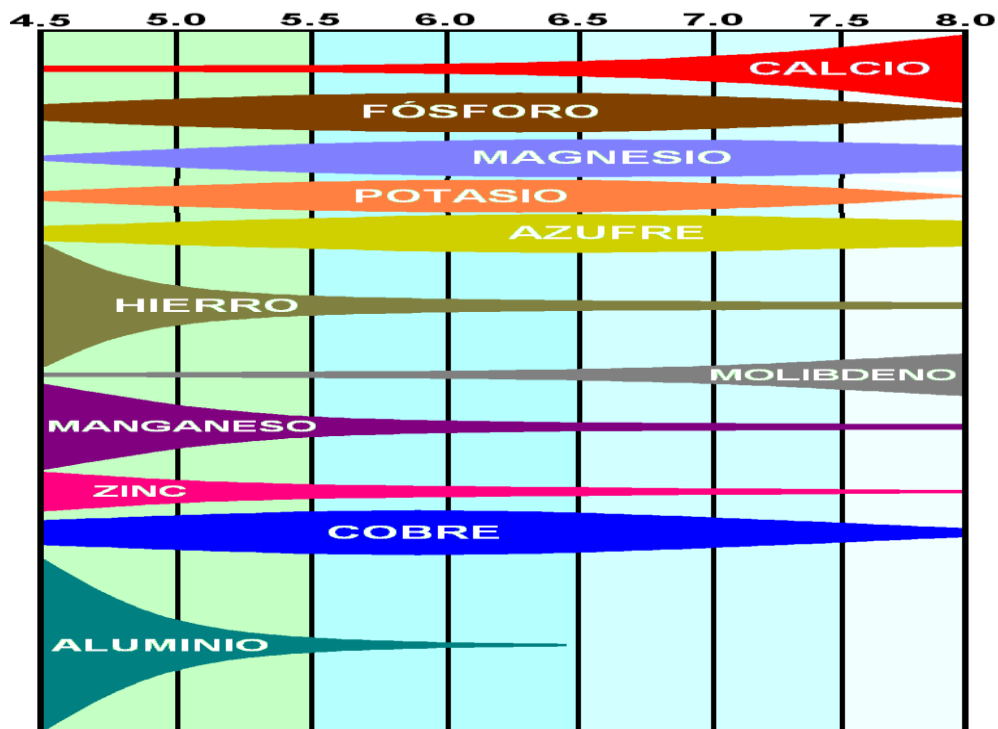 4.5 5.0 5.5 6.0 6.5 7.0 7.5 8.0
CALCIO
FÓSFORO
MAGNESIO
POTASIO
AZUFRE
HIERRO
MOLIBDENO
MANGANESO
ZINC
COBRE
ALUMINIO